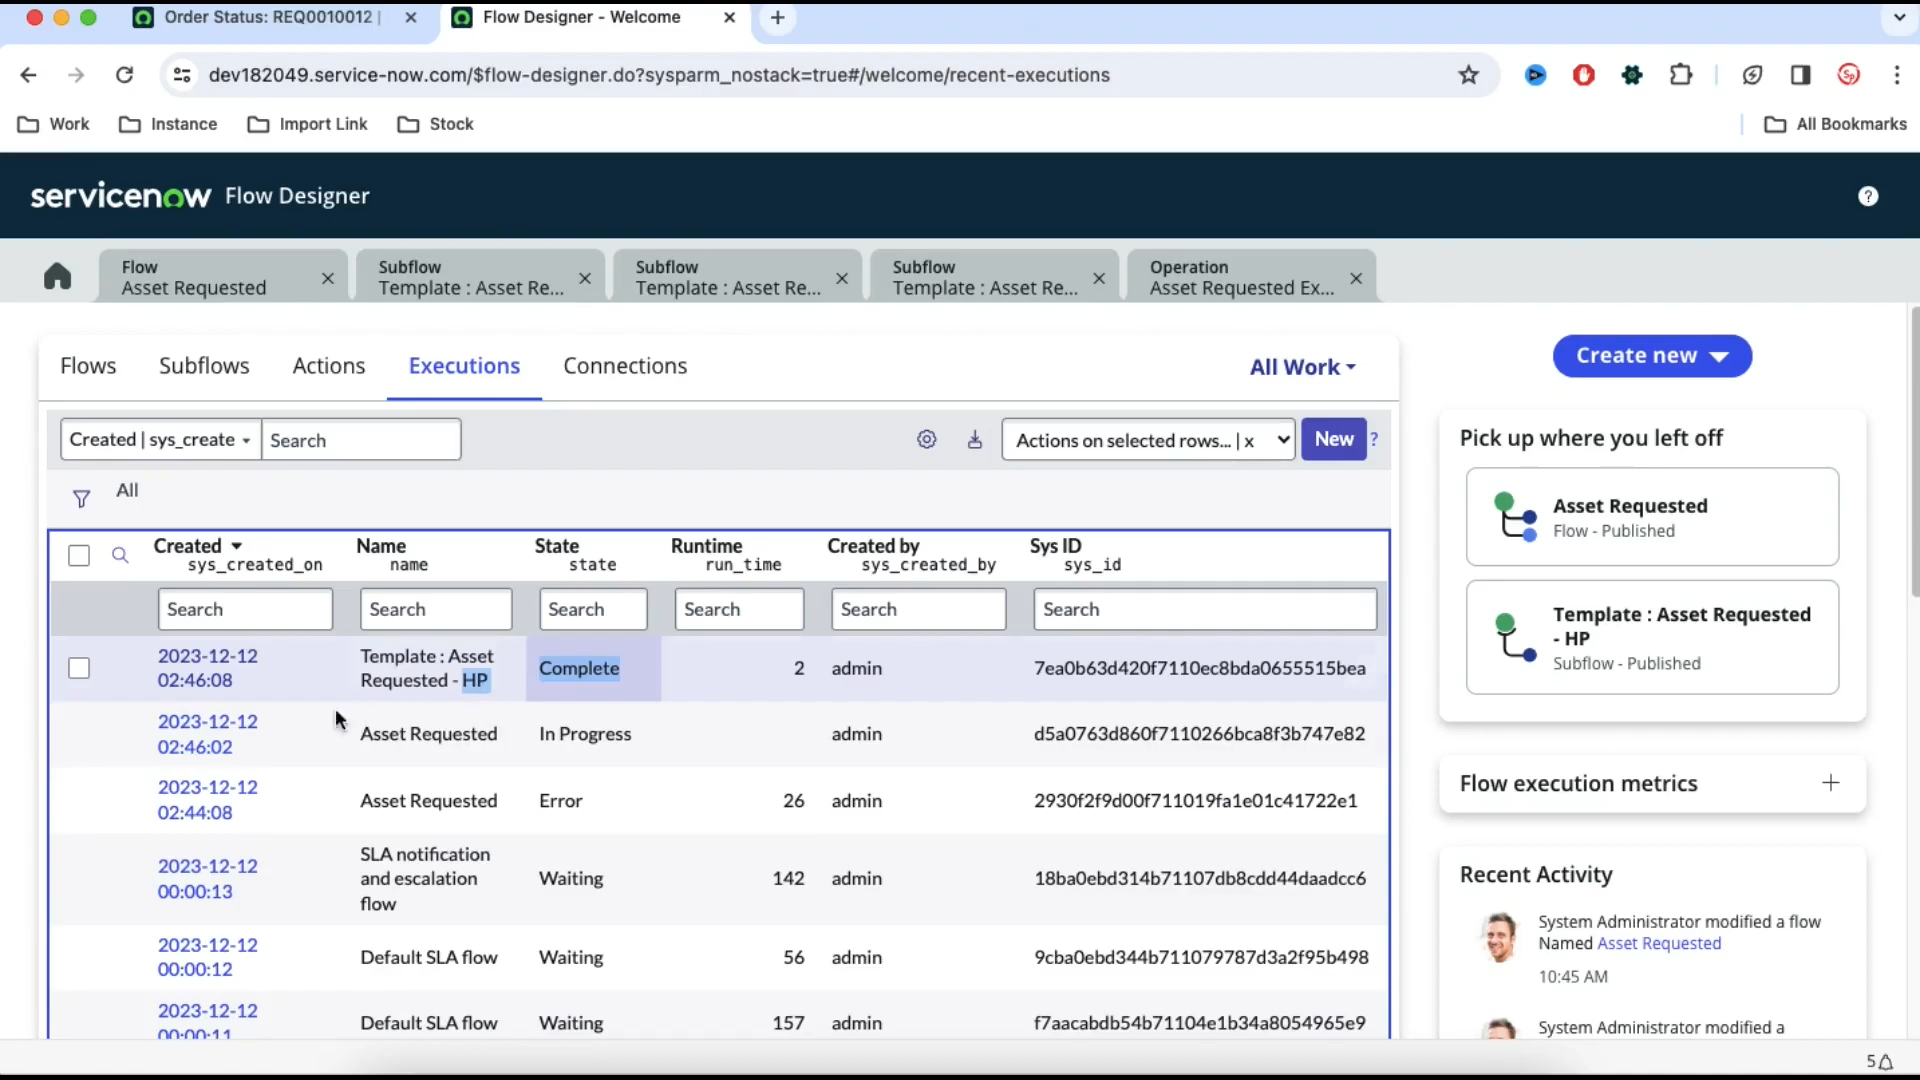 Order Status: REQ0010012 |
Flow Designer - Welcome
dev182049.service-now.com/$flow-designer.do?sysparm_nostack=true#/welcome/recent-executions
Work
Instance
Import Link
Stock
All Bookmarks
servicenow Flow Designer
Flow
Asset Requested
Subflow
Template : Asset Re...
Subflow
Template : Asset Re...
Subflow
Template : Asset Re...
Operation
Asset Requested Ex...
Flows
Subflows
Actions
Executions
Connections
All Work
Create new
Created | sys_create
Search
Actions on selected rows... | x
New
?
All
Created
sys_created_on
Name
name
State
state
Runtime
run_time
Created by
sys_created_by
Sys ID
sys_id
Search
Search
Search
Search
Search
Search
2023-12-12
02:46:08
Template : Asset
Requested - HP
Complete
2
admin
7ea0b63d420f7110ec8bda0655515bea
2023-12-12
02:46:02
Asset Requested
In Progress
admin
d5a0763d860f7110266bca8f3b747e82
2023-12-12
02:44:08
Asset Requested
Error
26
admin
2930f2f9d00f711019fa1e01c41722e1
2023-12-12
00:00:13
SLA notification
and escalation
flow
Waiting
142
admin
18ba0ebd314b71107db8cdd44daadcc6
2023-12-12
00:00:12
Default SLA flow
Waiting
56
admin
9cba0ebd344b711079787d3a2f95b498
2023-12-12
00:00:11
Default SLA flow
Waiting
157
admin
f7aacabdb54b71104e1b34a8054965e9
Pick up where you left off
Asset Requested
Flow - Published
Template : Asset Requested
- HP
Subflow - Published
Flow execution metrics
Recent Activity
System Administrator modified a flow
Named Asset Requested
10:45 AM
System Administrator modified a
5